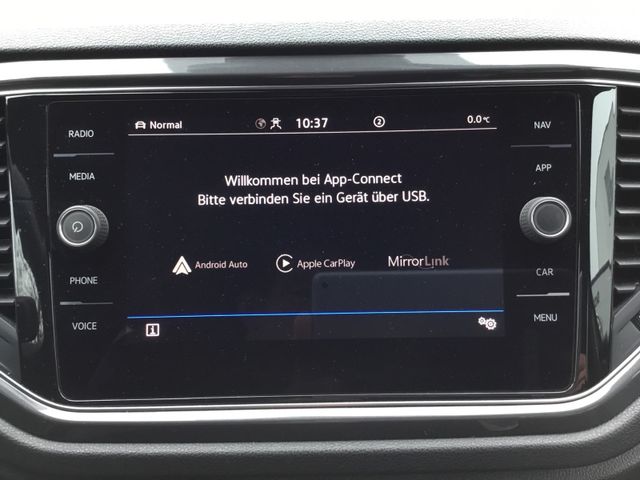 RADIO
MEDIA
PHONE
VOICE
Normal
10:37
2
0.0°C
Willkommen bei App-Connect
Bitte verbinden Sie ein Gerät über USB.
Android Auto
Apple CarPlay
MirrorLink
NAV
APP
CAR
MENU